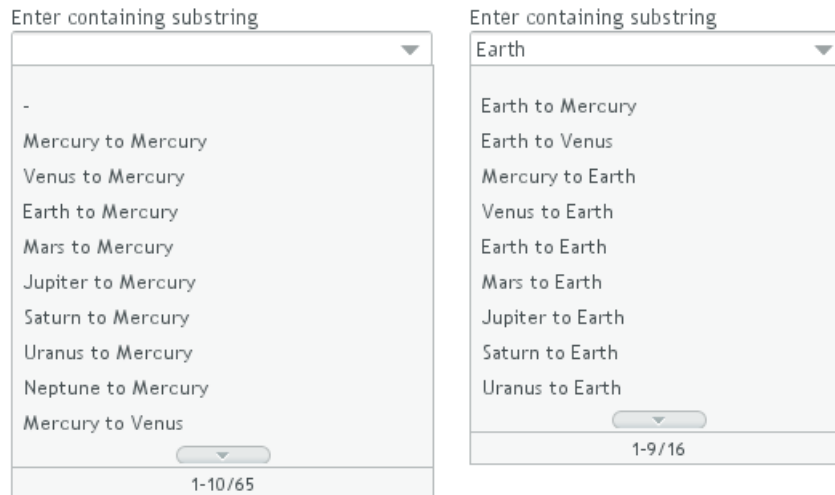 Enter containing substring
-
Mercury to Mercury
Venus to Mercury
Earth to Mercury
Mars to Mercury
Jupiter to Mercury
Saturn to Mercury
Uranus to Mercury
Neptune to Mercury
Mercury to Venus
1-10/65
Enter containing substring
Earth
Earth to Mercury
Earth to Venus
Mercury to Earth
Venus to Earth
Earth to Earth
Mars to Earth
Jupiter to Earth
Saturn to Earth
Uranus to Earth
1-9/16